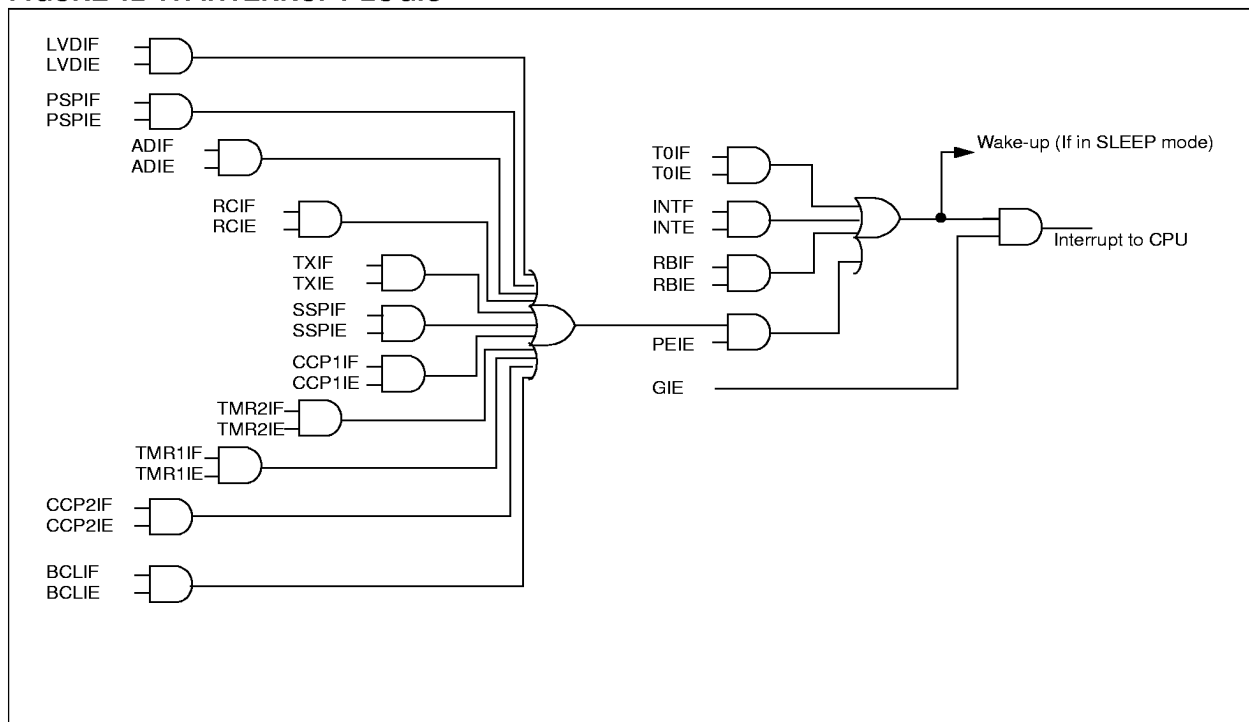 LVDIF
LVDIE
PSPIF
PSPIE
ADIF
ADIE
RCIF
RCIE
TXIF
TXIE
SSPIF
SSPIE
CCP1IF
CCP1IE
TMR2IF
TMR2IE
TMR1IF
TMR1IE
CCP2IF
CCP2IE
BCLIF
BCLIE
T0IF
T0IE
INTF
INTE
RBIF
RBIE
PEIE
GIE
Wake-up (If in SLEEP mode)
Interrupt to CPU